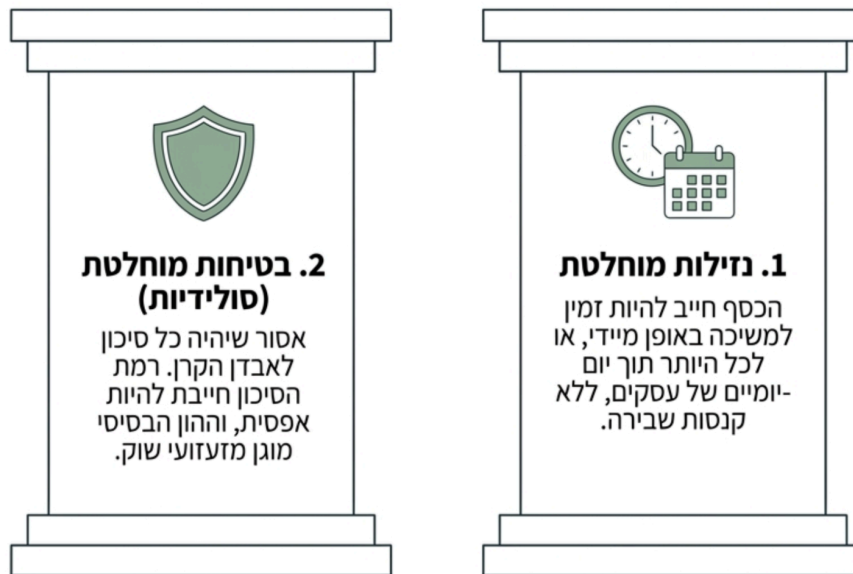 1. נזילות מוחלטת
הכסף חייב להיות זמין
למשיכה באופן מיידי, או
לכל היותר תוך יום
-יומיים של עסקים, ללא
קנסות שבירה.
2. בטיחות מוחלטת
(סולידיות)
אסור שיהיה כל סיכון
לאבדן הקרן. רמת
הסיכון חייבת להיות
אפסית, וההון הבסיסי
מוגן מזעזועי שוק.